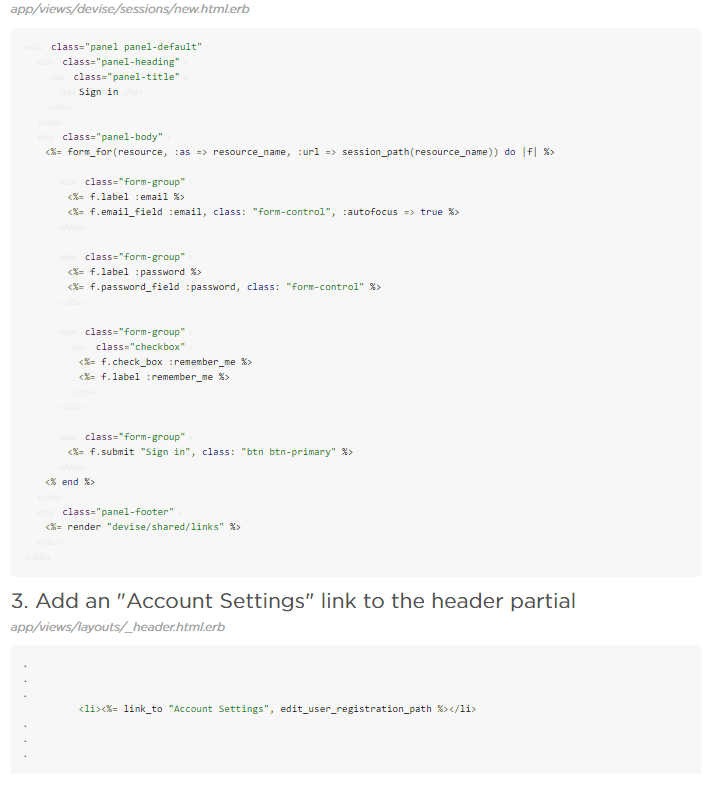 app/views/devise/sessions/new.html.erb
<div class="panel panel-default">
<div class="panel-heading">
<div class="panel-title">
Sign in
</div>
</div>
<div class="panel-body">
<%= form_for(resource, :as => resource_name, :url => session_path(resource_name)) do |f| %>
<div class="form-group">
<%= f.label :email %>
<%= f.email_field :email, class: "form-control", :autofocus => true %>
</div>
<div class="form-group">
<%= f.label :password %>
<%= f.password_field :password, class: "form-control" %>
</div>
<div class="form-group">
<div class="checkbox">
<%= f.check_box :remember_me %>
<%= f.label :remember_me %>
</div>
</div>
<div class="form-group">
<%= f.submit "Sign in", class: "btn btn-primary" %>
</div>
<% end %>
</div>
<div class="panel-footer">
<%= render "devise/shared/links" %>
</div>
</div>
3. Add an "Account Settings" link to the header partial
app/views/layouts/_header.html.erb
.
.
.
<li><%= link_to "Account Settings", edit_user_registration_path %></li>
.
.
.